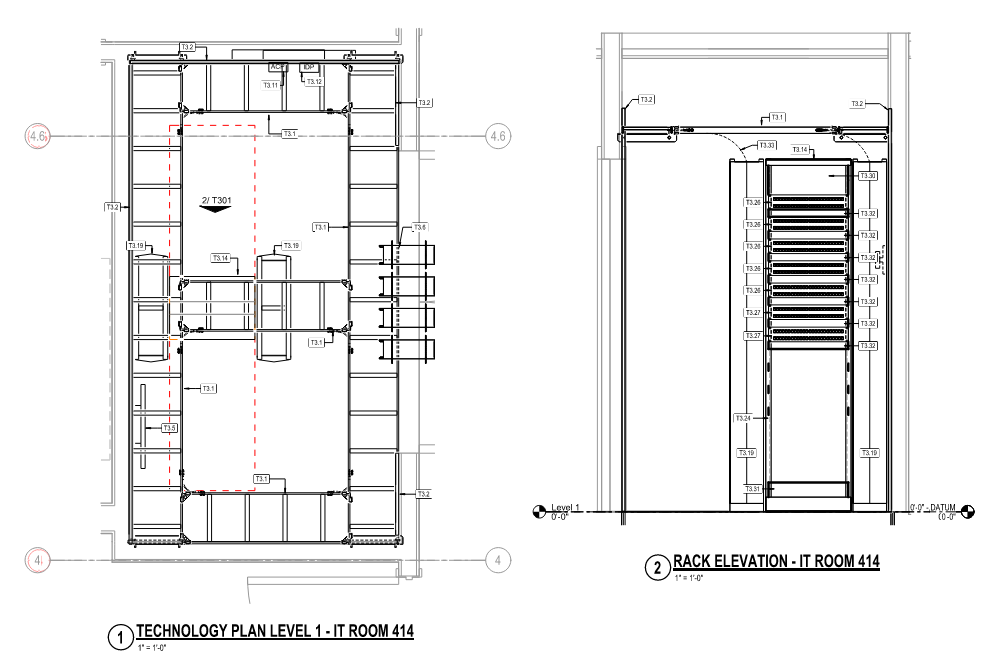 T3.2
ACP
IDP
T3.11
T3.12
T3.2
4.6
T3.1
4.6
2/ T301
T3.2
T3.1
T3.6
T3.19
T3.14
T3.19
T3.1
T3.1
T3.5
T3.1
T3.2
4
4
1
TECHNOLOGY PLAN LEVEL 1 - IT ROOM 414
1" = 1'-0"
T3.2
T3.2
T3.1
T3.33
T3.14
T3.30
T3.26
T3.32
T3.26
T3.32
T3.26
T3.32
T3.26
T3.32
T3.26
T3.32
T3.27
T3.32
T3.27
T3.32
T3.24
T3.19
T3.19
T3.31
Level 1
0'-0"
0'-0" - DATUM
(0'-0"
2
RACK ELEVATION - IT ROOM 414
1" = 1'-0"